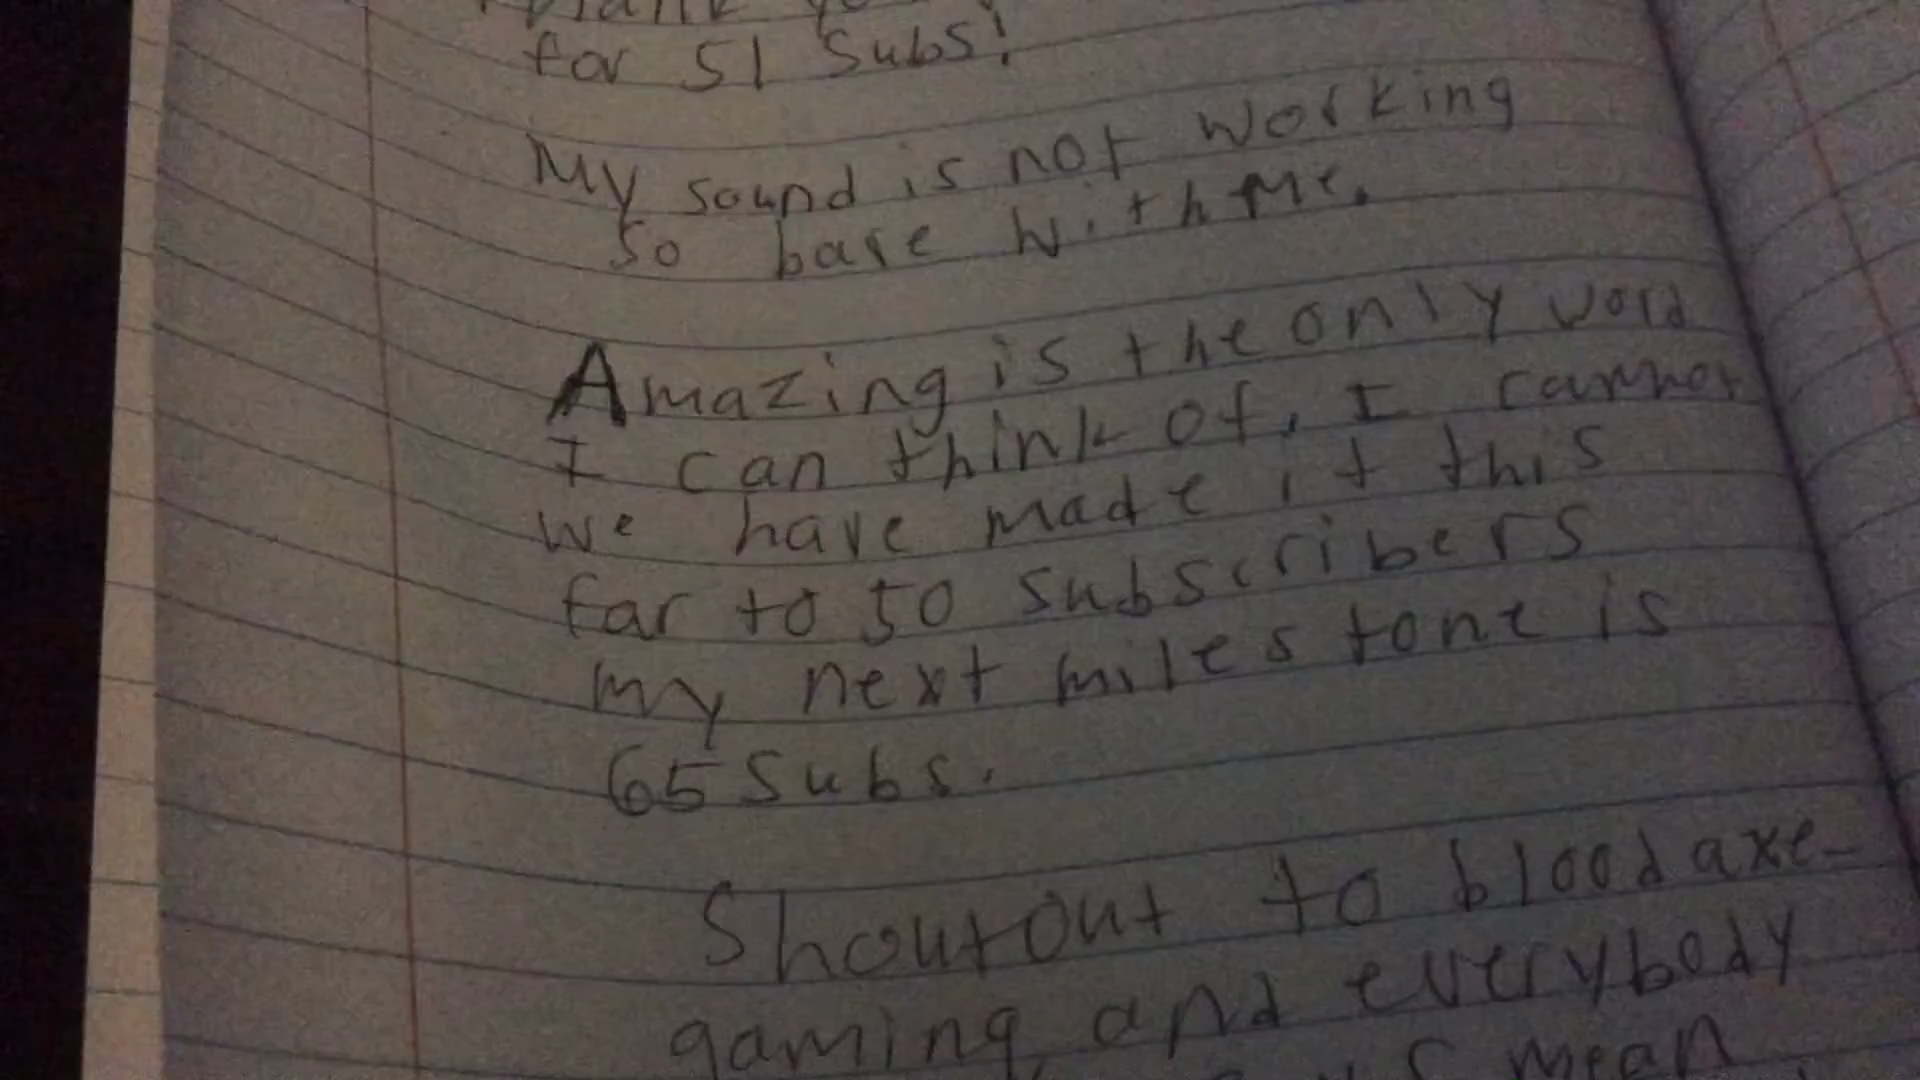 for 51 Subs!
My sound is not working
so bare with me.
Amazing is the only word
I can think of. I cannot
we have made it this
far to 50 subscribers
my next milestone is
65 Subs.
Shoutout to bloodaxe-
gaming and everybody
mean